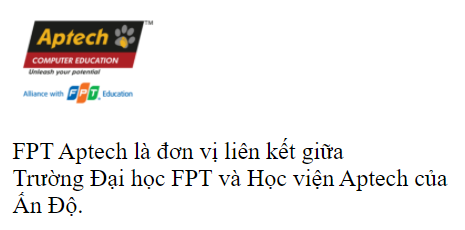 Aptech TM
COMPUTER EDUCATION
Unleash your potential
Alliance with FPT Education
FPT Aptech là đơn vị liên kết giữa
Trường Đại học FPT và Học viện Aptech của
Ấn Độ.